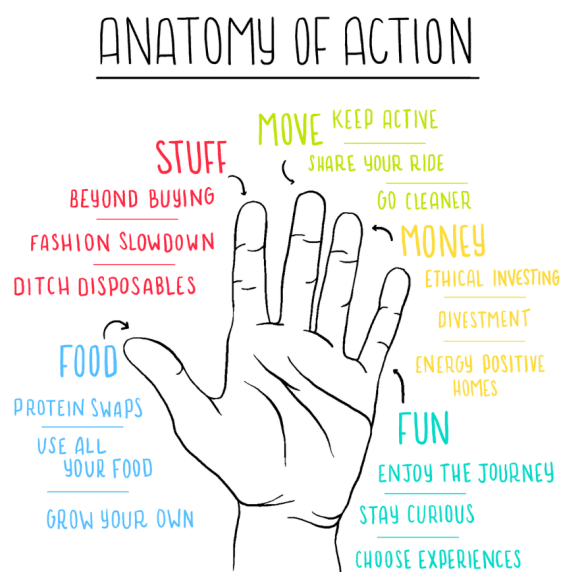 ANATOMY OF ACTION
MOVE
KEEP ACTIVE
SHARE YOUR RIDE
GO CLEANER
STUFF
BEYOND BUYING
FASHION SLOWDOWN
DITCH DISPOSABLES
MONEY
ETHICAL INVESTING
DIVESTMENT
ENERGY POSITIVE
HOMES
FOOD
PROTEIN SWAPS
USE ALL
YOUR FOOD
GROW YOUR OWN
FUN
ENJOY THE JOURNEY
STAY CURIOUS
CHOOSE EXPERIENCES